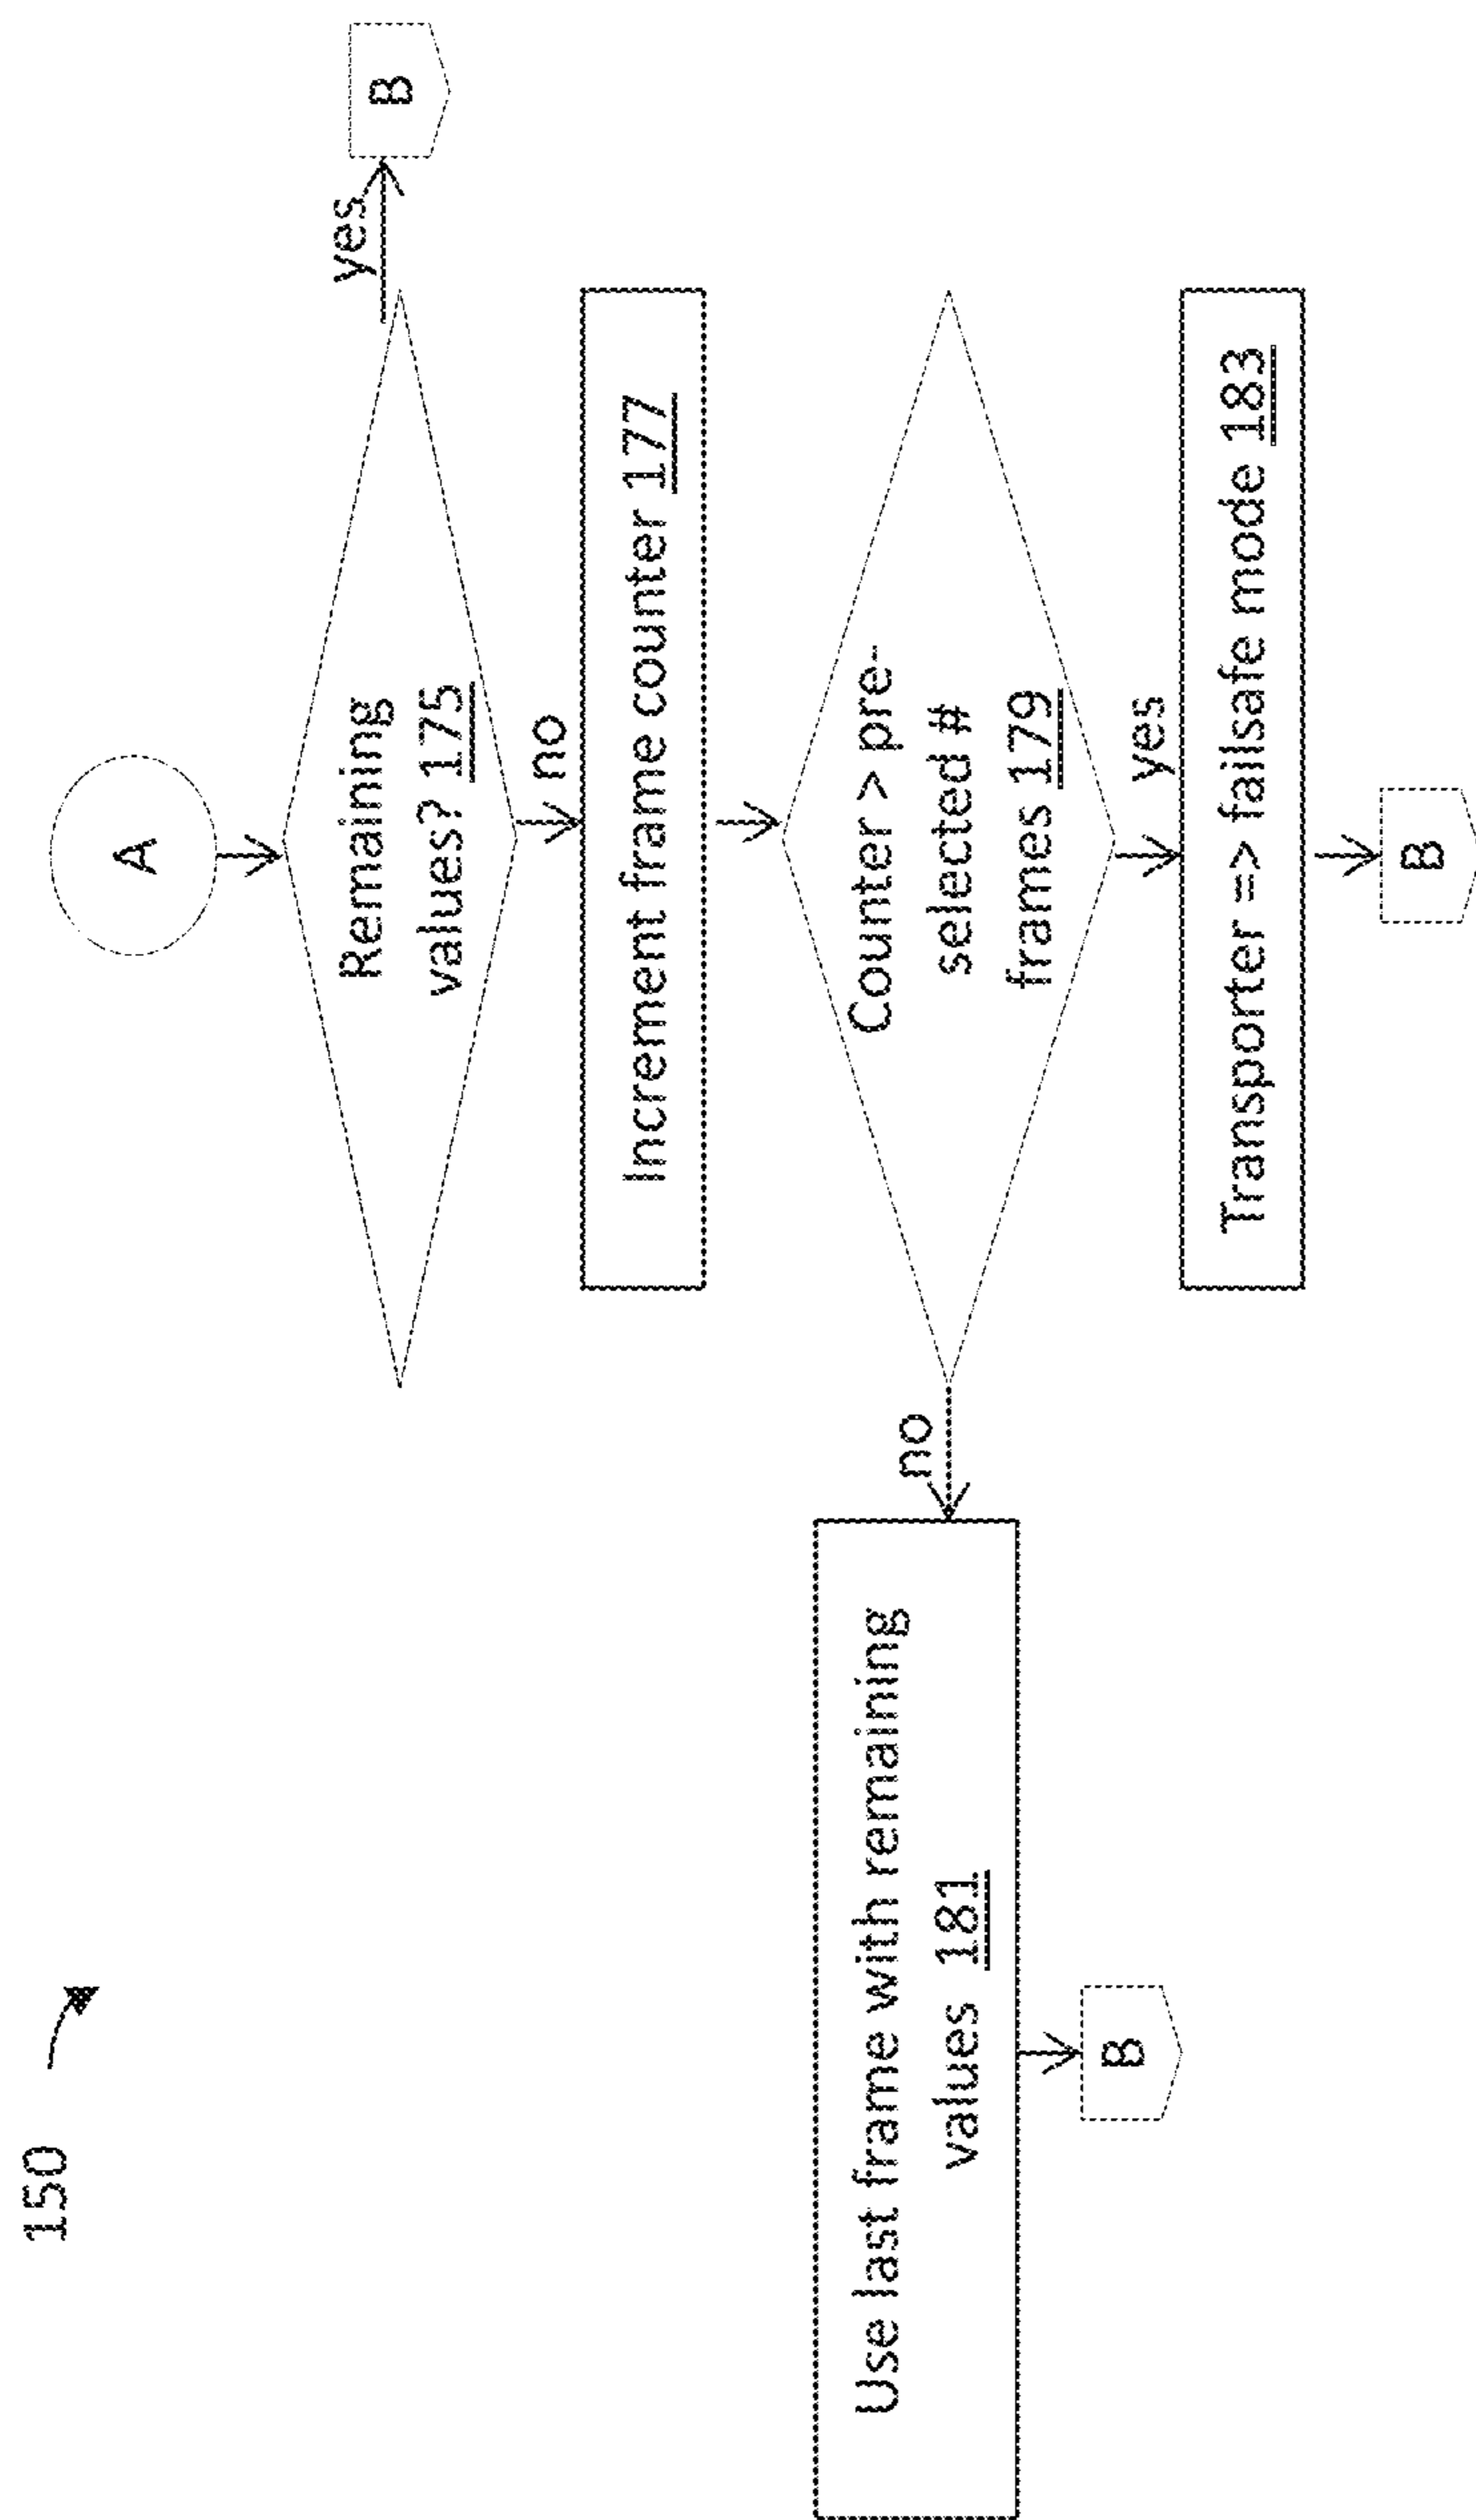 150
A
Remaining
values? 175
yes
B
no
Increment frame counter 177
Counter > pre-
selected #
frames 179
no
yes
Use last frame with remaining
values 181
B
Transporter => failsafe mode 183
B